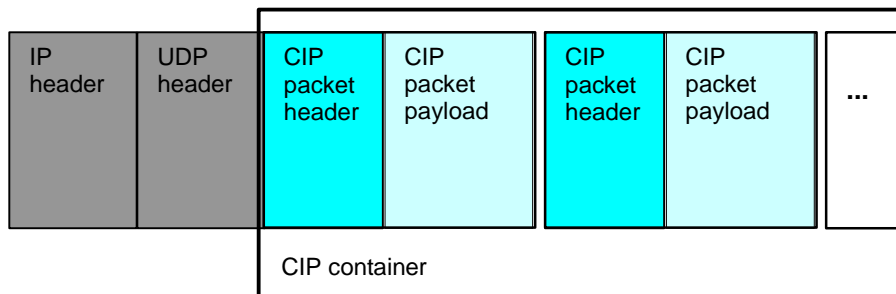 IP
header
UDP
header
CIP
packet
header
CIP
packet
payload
CIP
packet
header
CIP
packet
payload
...
CIP container